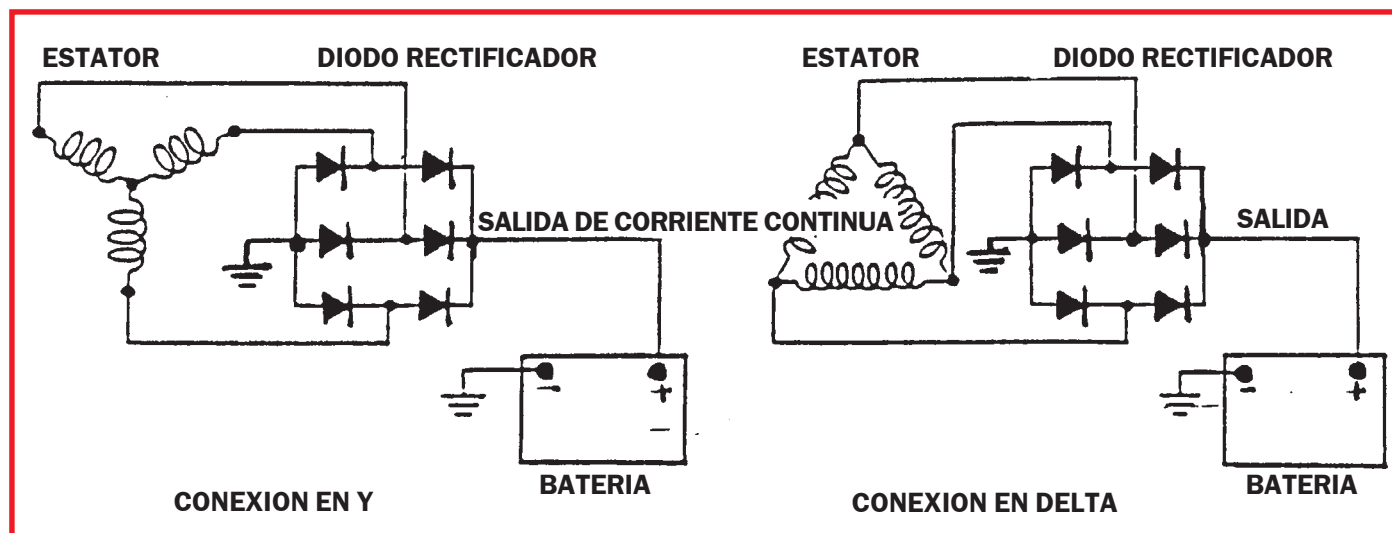 ESTATOR
DIODO RECTIFICADOR
SALIDA DE CORRIENTE CONTINUA
- +
-
BATERIA
CONEXION EN Y
ESTATOR
DIODO RECTIFICADOR
SALIDA
- +
BATERIA
CONEXION EN DELTA